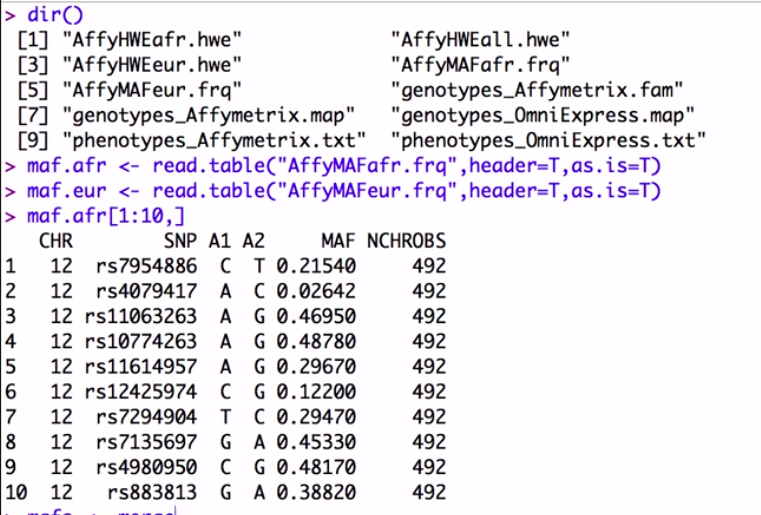 > dir()
[1] "AffyHWEafr.hwe" "AffyHWEall.hwe"
[3] "AffyHWEeur.hwe" "AffyMAFafr.frq"
[5] "AffyMAFeur.frq" "genotypes_Affymetrix.fam"
[7] "genotypes_Affymetrix.map" "genotypes_OmniExpress.map"
[9] "phenotypes_Affymetrix.txt" "phenotypes_OmniExpress.txt"
> maf.afr <- read.table("AffyMAFafr.frq",header=T,as.is=T)
> maf.eur <- read.table("AffyMAFeur.frq",header=T,as.is=T)
> maf.afr[1:10,]
CHR SNP A1 A2 MAF NCHROBS
1 12 rs7954886 C T 0.21540 492
2 12 rs4079417 A C 0.02642 492
3 12 rs11063263 A G 0.46950 492
4 12 rs10774263 A G 0.48780 492
5 12 rs11614957 A G 0.29670 492
6 12 rs12425974 C G 0.12200 492
7 12 rs7294904 T C 0.29470 492
8 12 rs7135697 G A 0.45330 492
9 12 rs4980950 C G 0.48170 492
10 12 rs883813 G A 0.38820 492